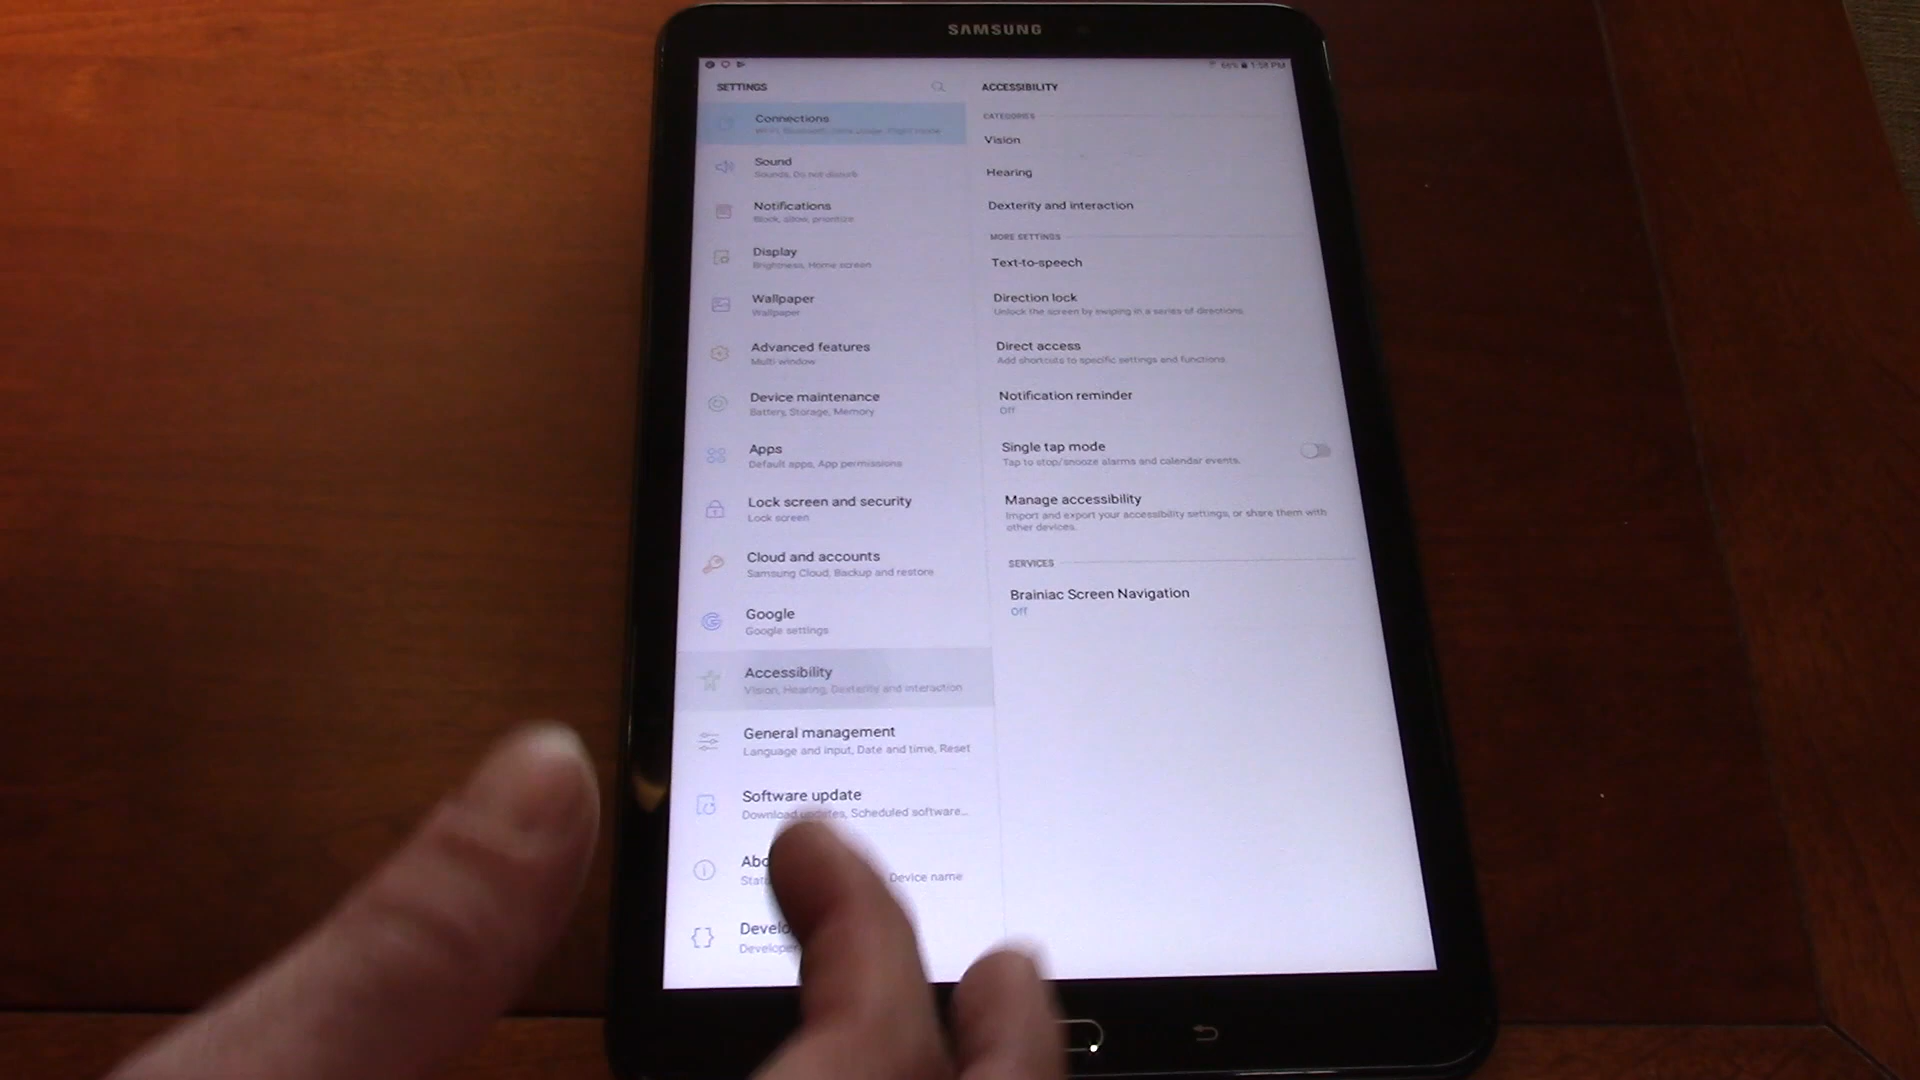 SAMSUNG
66% 1:58 PM
SETTINGS
Connections
Sound
Sounds, Do not disturb
Notifications
Block, allow, prioritize
Display
Brightness, Home screen
Wallpaper
Wallpaper
Advanced features
Multi window
Device maintenance
Battery, Storage, Memory
Apps
Default apps, App permissions
Lock screen and security
Lock screen
Cloud and accounts
Samsung Cloud, Backup and restore
Google
Google settings
Accessibility
Vision, Hearing, Dexterity and interaction
General management
Language and input, Date and time, Reset
Software update
Download updates, Scheduled software...
Abo
Stat Device name
Develo
Develope
ACCESSIBILITY
CATEGORIES
Vision
Hearing
Dexterity and interaction
MORE SETTINGS
Text-to-speech
Direction lock
Unlock the screen by swiping in a series of directions.
Direct access
Add shortcuts to specific settings and functions.
Notification reminder
Off
Single tap mode
Tap to stop/snooze alarms and calendar events.
Manage accessibility
Import and export your accessibility settings, or share them with
other devices.
SERVICES
Brainiac Screen Navigation
Off